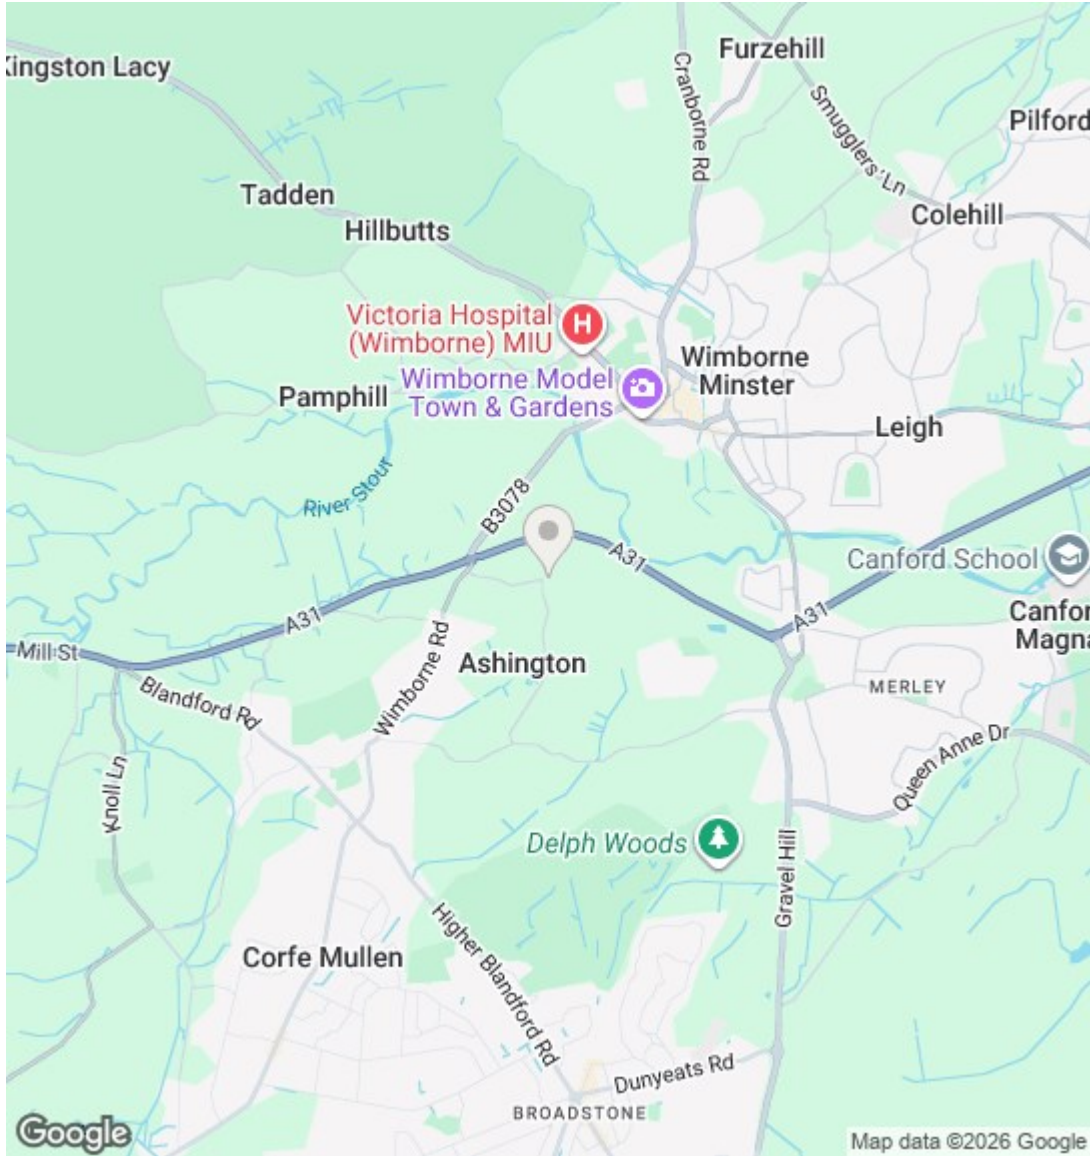 Furzehill
Kingston Lacy
Cranborne Rd
Smugglers' Ln
Pilford
Tadden
Hillbutts
Colehill
Victoria Hospital
(Wimborne) MIU
Wimborne Model
Town & Gardens
Wimborne
Minster
Pamphill
Leigh
River Stour
B3078
A31
Canford School
A31
A31
Canfor
Magna
Mill St
Wimborne Rd
Ashington
MERLEY
Blandford Rd
Queen Anne Dr
Knoll Ln
Delph Woods
Gravel Hill
Higher Blandford Rd
Corfe Mullen
Dunyeats Rd
BROADSTONE
Google
Map data ©2026 Google